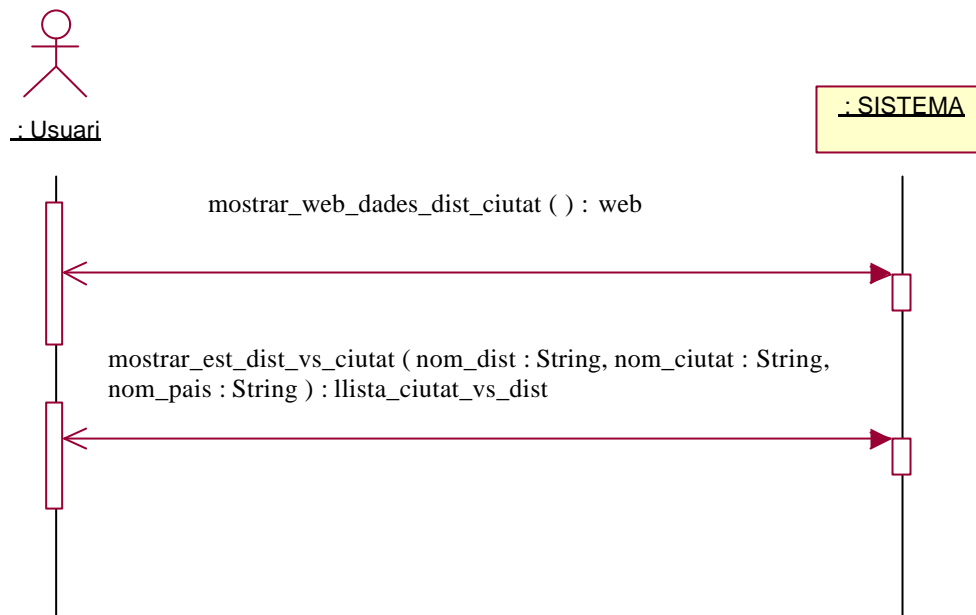 : Usuari
: SISTEMA
mostrar_web_dades_dist_ciutat ( ) : web
mostrar_est_dist_vs_ciutat ( nom_dist : String, nom_ciutat : String,
nom_pais : String ) : llista_ciutat_vs_dist